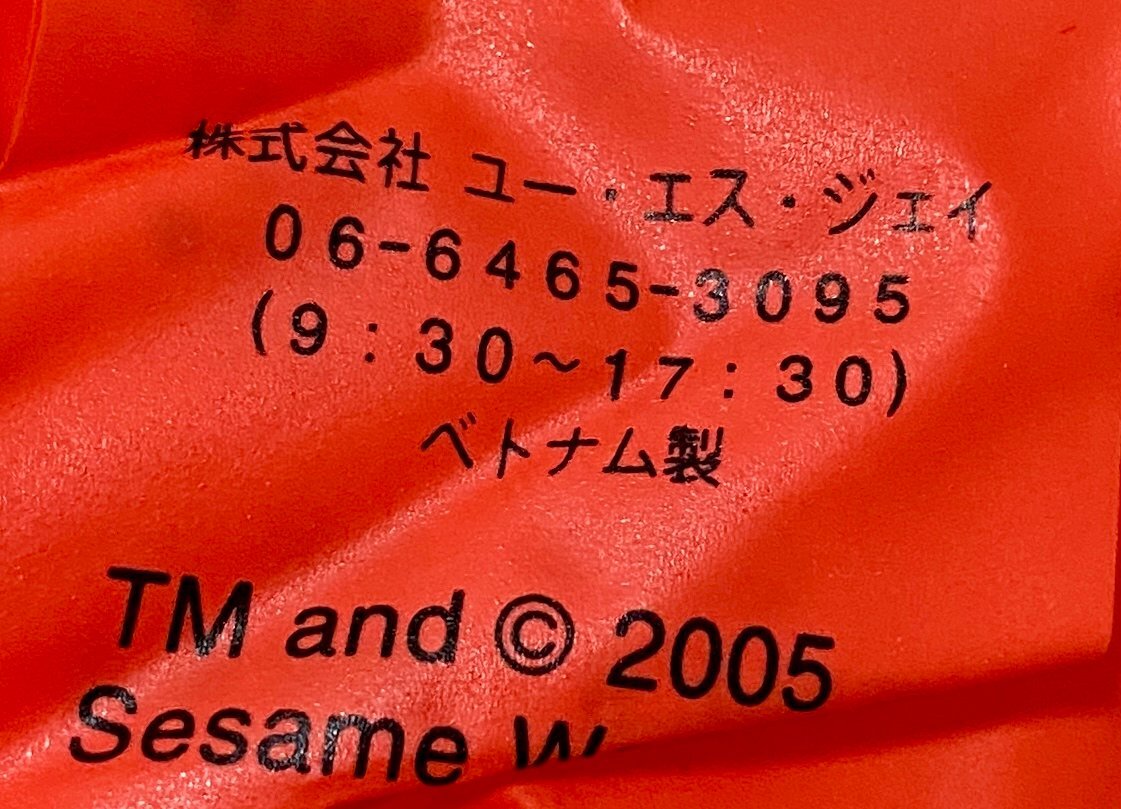 株式会社 ユー・エス・ジェイ
06-6465-3095
(9:30～17:30)
ベトナム製
TM and © 2005
Sesame